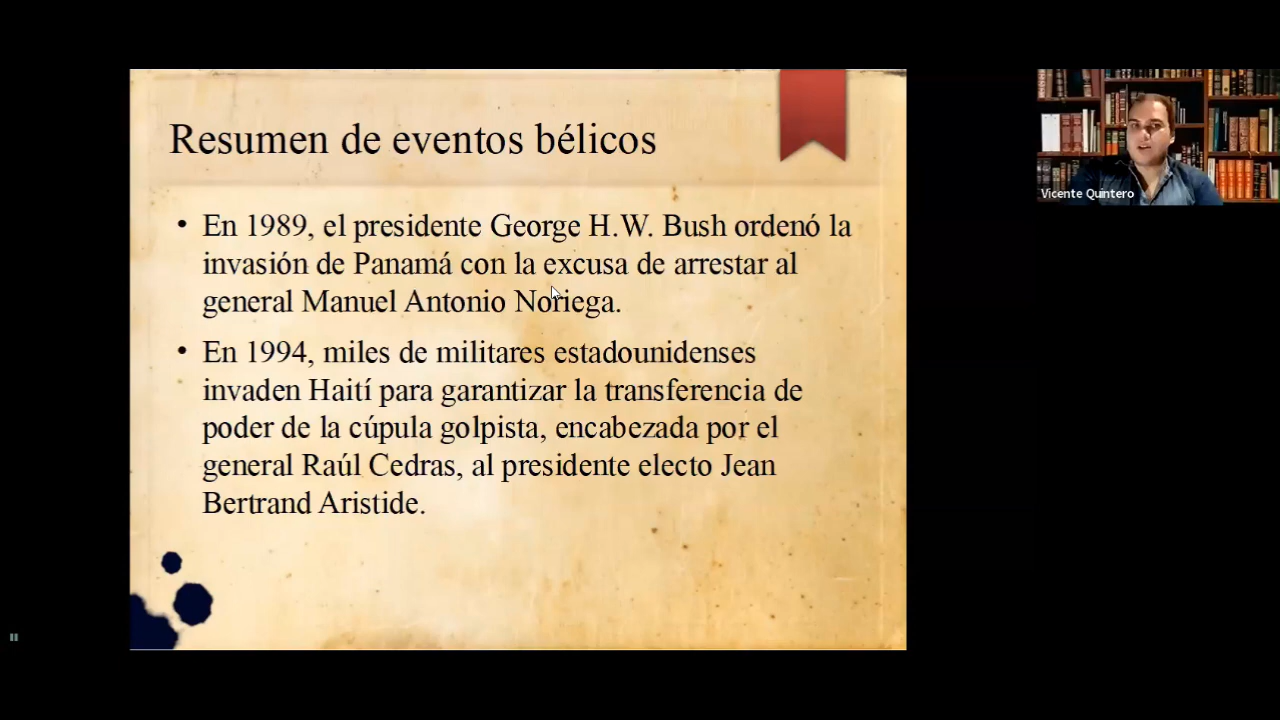 Resumen de eventos bélicos
• En 1989, el presidente George H.W. Bush ordenó la
invasión de Panamá con la excusa de arrestar al
general Manuel Antonio Noriega.
• En 1994, miles de militares estadounidenses
invaden Haití para garantizar la transferencia de
poder de la cúpula golpista, encabezada por el
general Raúl Cedras, al presidente electo Jean
Bertrand Aristide.
Vicente Quintero